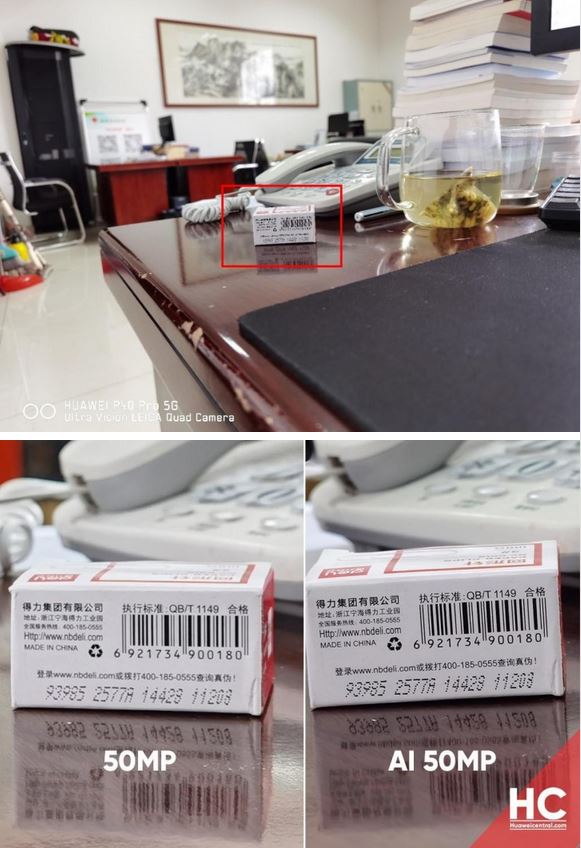 HUAWEI P40 Pro 5G
Ultra Vision LEICA Quad Camera
得力集团有限公司
地址:浙江宁海得力工业园
全国服务热线: 400-185-0555
Http://www.nbdeli.com
MADE IN CHINA
执行标准:QB/T 1149 合格
6 921734 900180
登录www.nbdeli.com或拨打400-185-0555查询真伪!
93985 2577A 14428 11208
50MP
得力集团有限公司
地址:浙江宁海得力工业园
全国服务热线: 400-185-0555
Http://www.nbdeli.com
MADE IN CHINA
执行标准:QB/T 1149 合格
6 921734 900180
登录www.nbdeli.com或拨打400-185-0555查询真伪!
93985 2577A 14428 11208
AI 50MP
HC
Huaweicentral.com